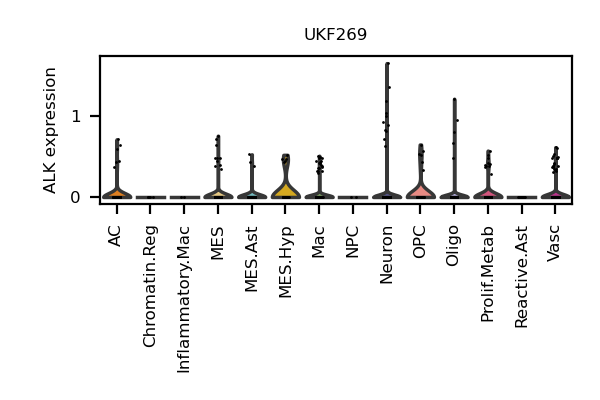 UKF269
ALK expression
1
0
AC
Chromatin.Reg
Inflammatory.Mac
MES
MES.Ast
MES.Hyp
Mac
NPC
Neuron
OPC
Oligo
Prolif.Metab
Reactive.Ast
Vasc